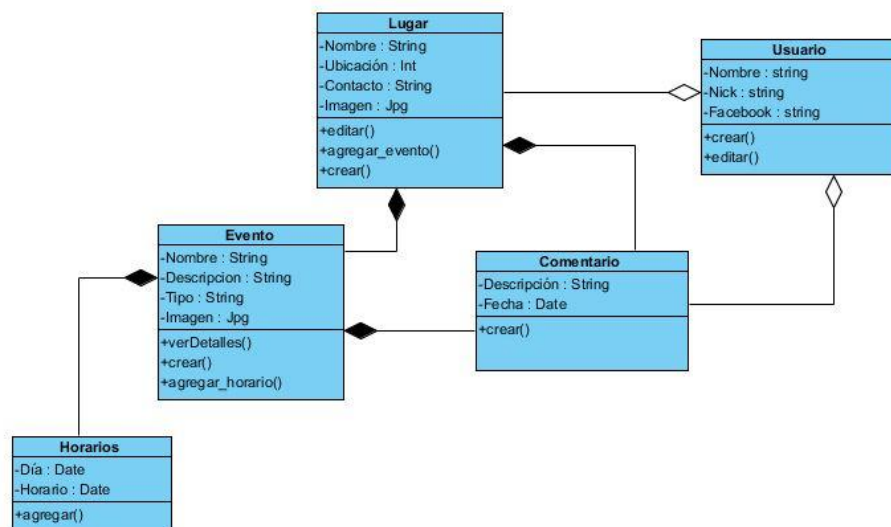 Lugar
-Nombre : String
-Ubicación : Int
-Contacto : String
-Imagen : Jpg
+editar()
+agregar_evento()
+crear()
Usuario
-Nombre : string
-Nick : string
-Facebook : string
+crear()
+editar()
Evento
-Nombre : String
-Descripcion : String
-Tipo : String
-Imagen : Jpg
+verDetalles()
+crear()
+agregar_horario()
Comentario
-Descripción : String
-Fecha : Date
+crear()
Horarios
-Día : Date
-Horario : Date
+agregar()